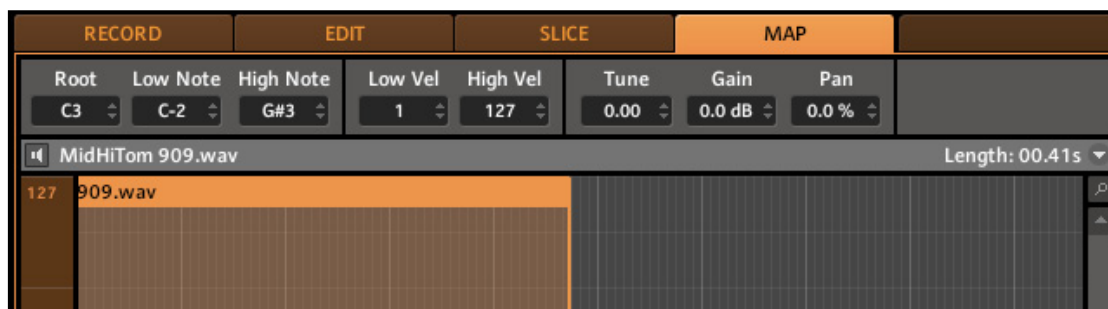 RECORD EDIT SLICE MAP
Root Low Note High Note Low Vel High Vel Tune Gain Pan
C3 C-2 G#3 1 127 0.00 0.0 dB 0.0 %
MidHiTom 909.wav Length: 00.41s
127 909.wav